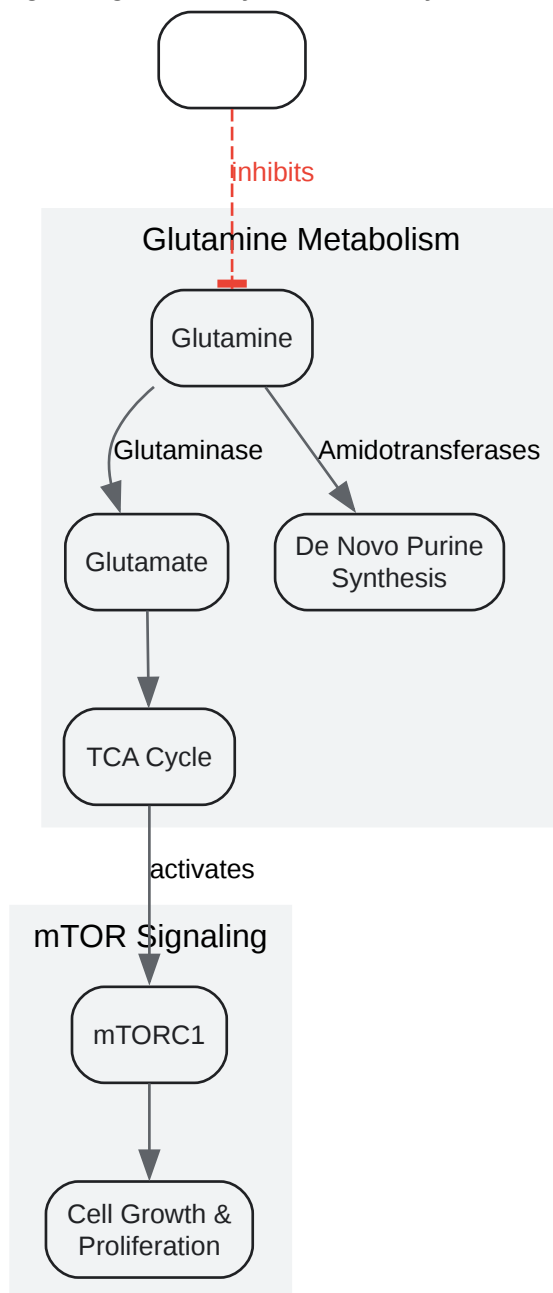 inhibits
Glutamine Metabolism
Glutamine
Glutaminase
Amidotransferases
Glutamate
De Novo Purine
Synthesis
TCA Cycle
activates
mTOR Signaling
mTORC1
Cell Growth &
Proliferation